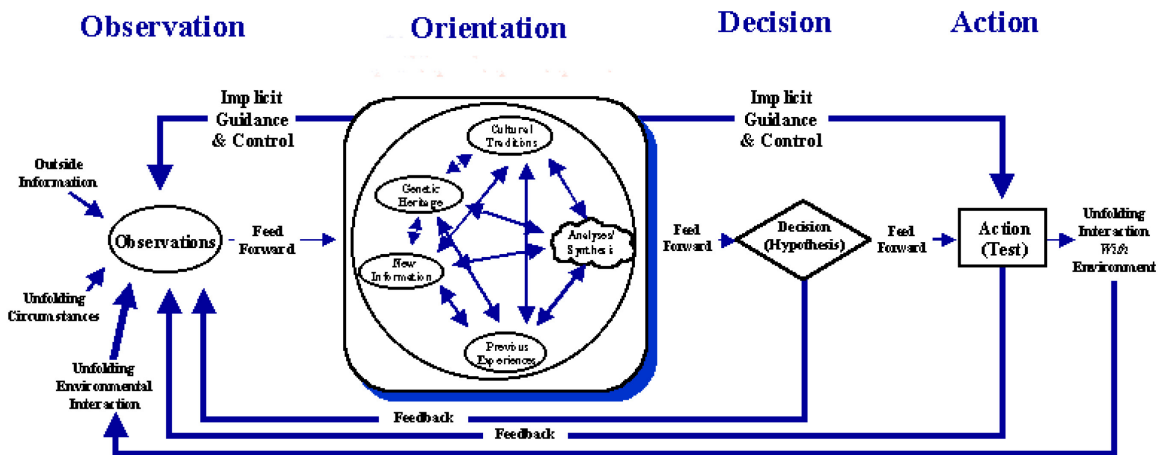 Observation
Orientation
Decision
Action
Implicit
Guidance
& Control
Implicit
Guidance
& Control
Outside
Information
Observations
Unfolding
Circumstances
Unfolding
Environmental
Interaction
Feed
Forward
Cultural
Traditions
Genetic
Heritage
New
Information
Analyses/
Synthesis
Previous
Experiences
Feed
Forward
Decision
(Hypothesis)
Feed
Forward
Action
(Test)
Unfolding
Interaction
With
Environment
Feedback
Feedback